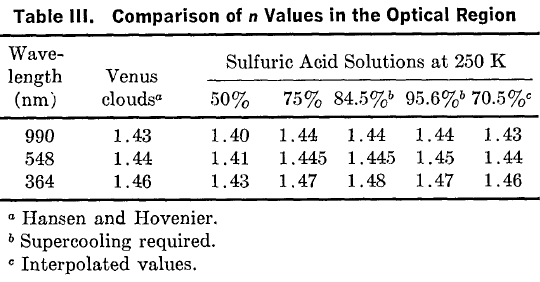 Table III. Comparison of n Values in the Optical Region
Wave-
length
(nm)
Venus
cloudsᵃ
Sulfuric Acid Solutions at 250 K
50% 75% 84.5%ᵇ 95.6%ᵇ 70.5%ᶜ
990 1.43 1.40 1.44 1.44 1.44 1.43
548 1.44 1.41 1.445 1.445 1.45 1.44
364 1.46 1.43 1.47 1.48 1.47 1.46
ᵃ Hansen and Hovenier.
ᵇ Supercooling required.
ᶜ Interpolated values.